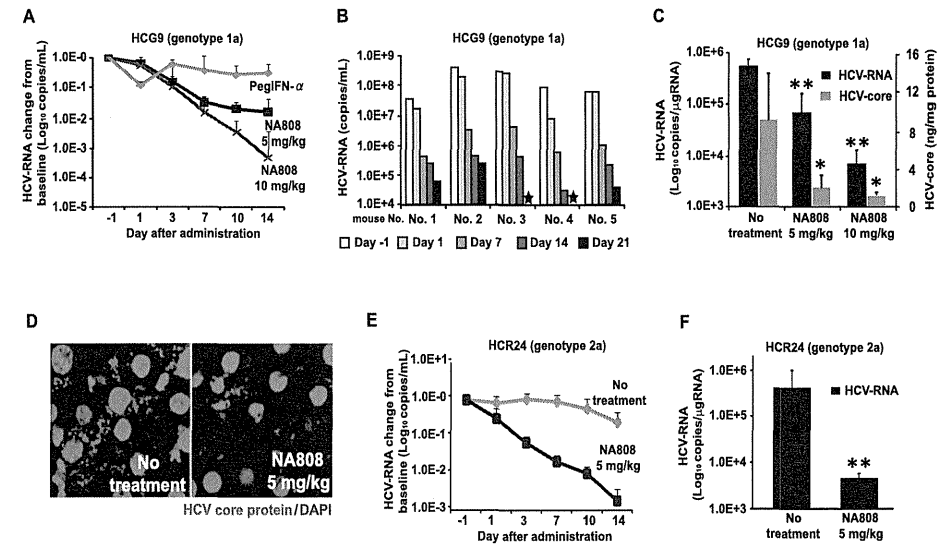 A
HCG9 (genotype 1a)
HCV-RNA change from
baseline (Log10 copies/mL)
1.0E-0
1.0E-1
1.0E-2
1.0E-3
1.0E-4
1.0E-5
PegIFN-α
NA808
5 mg/kg
NA808
10 mg/kg
-1 1 3 7 10 14
Day after administration
B
HCG9 (genotype 1a)
HCV-RNA (copies/mL)
1.0E+9
1.0E+8
1.0E+7
1.0E+6
1.0E+5
1.0E+4
★ ★
mouse No. No. 1 No. 2 No. 3 No. 4 No. 5
Day -1 Day 1 Day 7 Day 14 Day 21
C
HCG9 (genotype 1a)
HCV-RNA
(Log10 copies/μgRNA)
1.0E+6
1.0E+5
1.0E+4
1.0E+3
HCV-RNA
HCV-core
** *
** *
16
12
8
4
0
HCV-core (ng/mg protein)
No
treatment
NA808
5 mg/kg
NA808
10 mg/kg
D
No
treatment
NA808
5 mg/kg
HCV core protein/DAPI
E
HCR24 (genotype 2a)
HCV-RNA change from
baseline (Log10 copies/mL)
1.0E+1
1.0E-0
1.0E-1
1.0E-2
1.0E-3
No
treatment
NA808
5 mg/kg
-1 1 3 7 10 14
Day after administration
F
HCR24 (genotype 2a)
HCV-RNA
(Log10 copies/μgRNA)
1.0E+6
1.0E+5
1.0E+4
1.0E+3
HCV-RNA
**
No
treatment
NA808
5 mg/kg